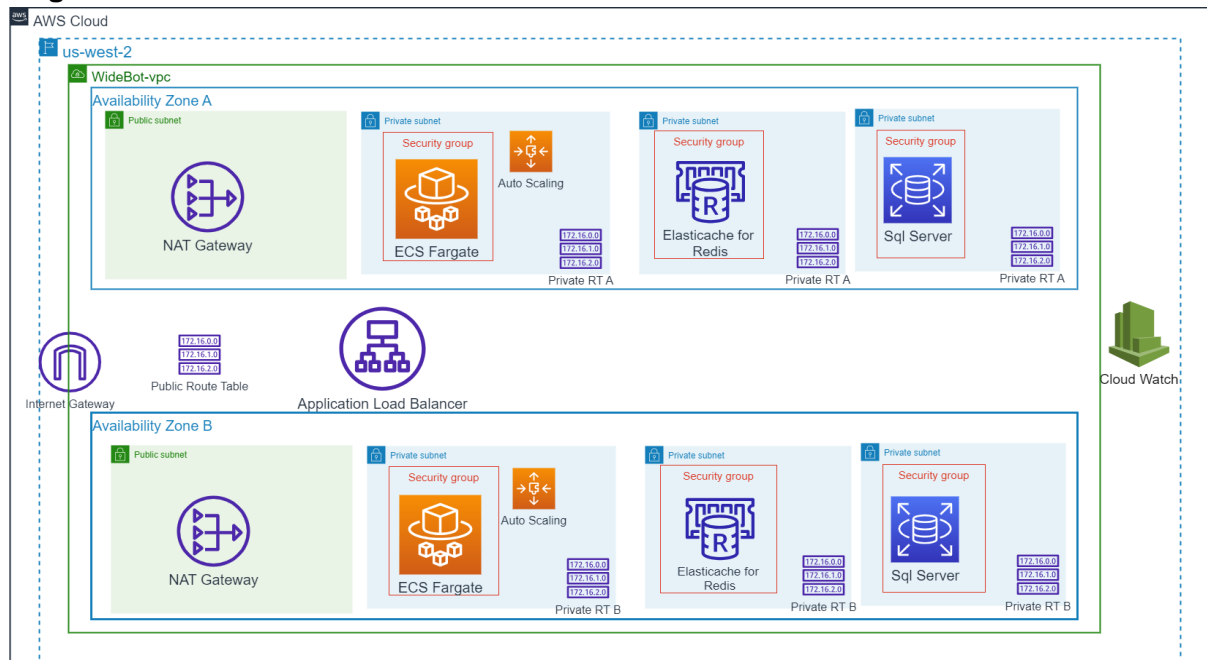 aws
AWS Cloud
us-west-2
WideBot-vpc
Availability Zone A
Public subnet
NAT Gateway
Private subnet
Security group
ECS Fargate
Auto Scaling
172.16.0.0
172.16.1.0
172.16.2.0
Private RT A
Private subnet
Security group
R
Elasticache for
Redis
172.16.0.0
172.16.1.0
172.16.2.0
Private RT A
Private subnet
Security group
Sql Server
172.16.0.0
172.16.1.0
172.16.2.0
Private RT A
Internet Gateway
172.16.0.0
172.16.1.0
172.16.2.0
Public Route Table
Application Load Balancer
Cloud Watch
Availability Zone B
Public subnet
NAT Gateway
Private subnet
Security group
ECS Fargate
Auto Scaling
172.16.0.0
172.16.1.0
172.16.2.0
Private RT B
Private subnet
Security group
R
Elasticache for
Redis
172.16.0.0
172.16.1.0
172.16.2.0
Private RT B
Private subnet
Security group
Sql Server
172.16.0.0
172.16.1.0
172.16.2.0
Private RT B